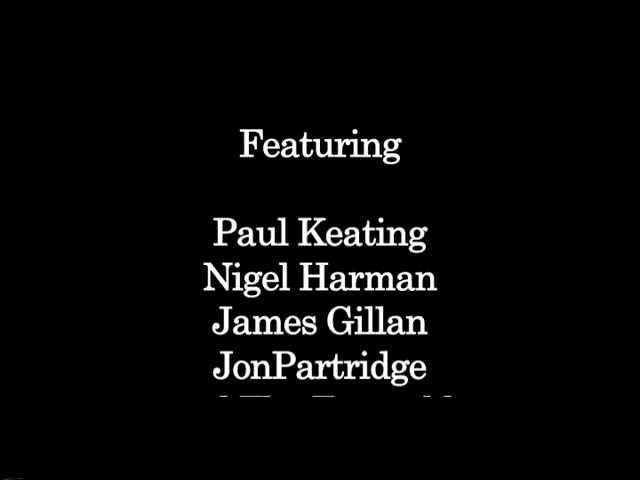 Featuring
Paul Keating
Nigel Harman
James Gillan
JonPartridge